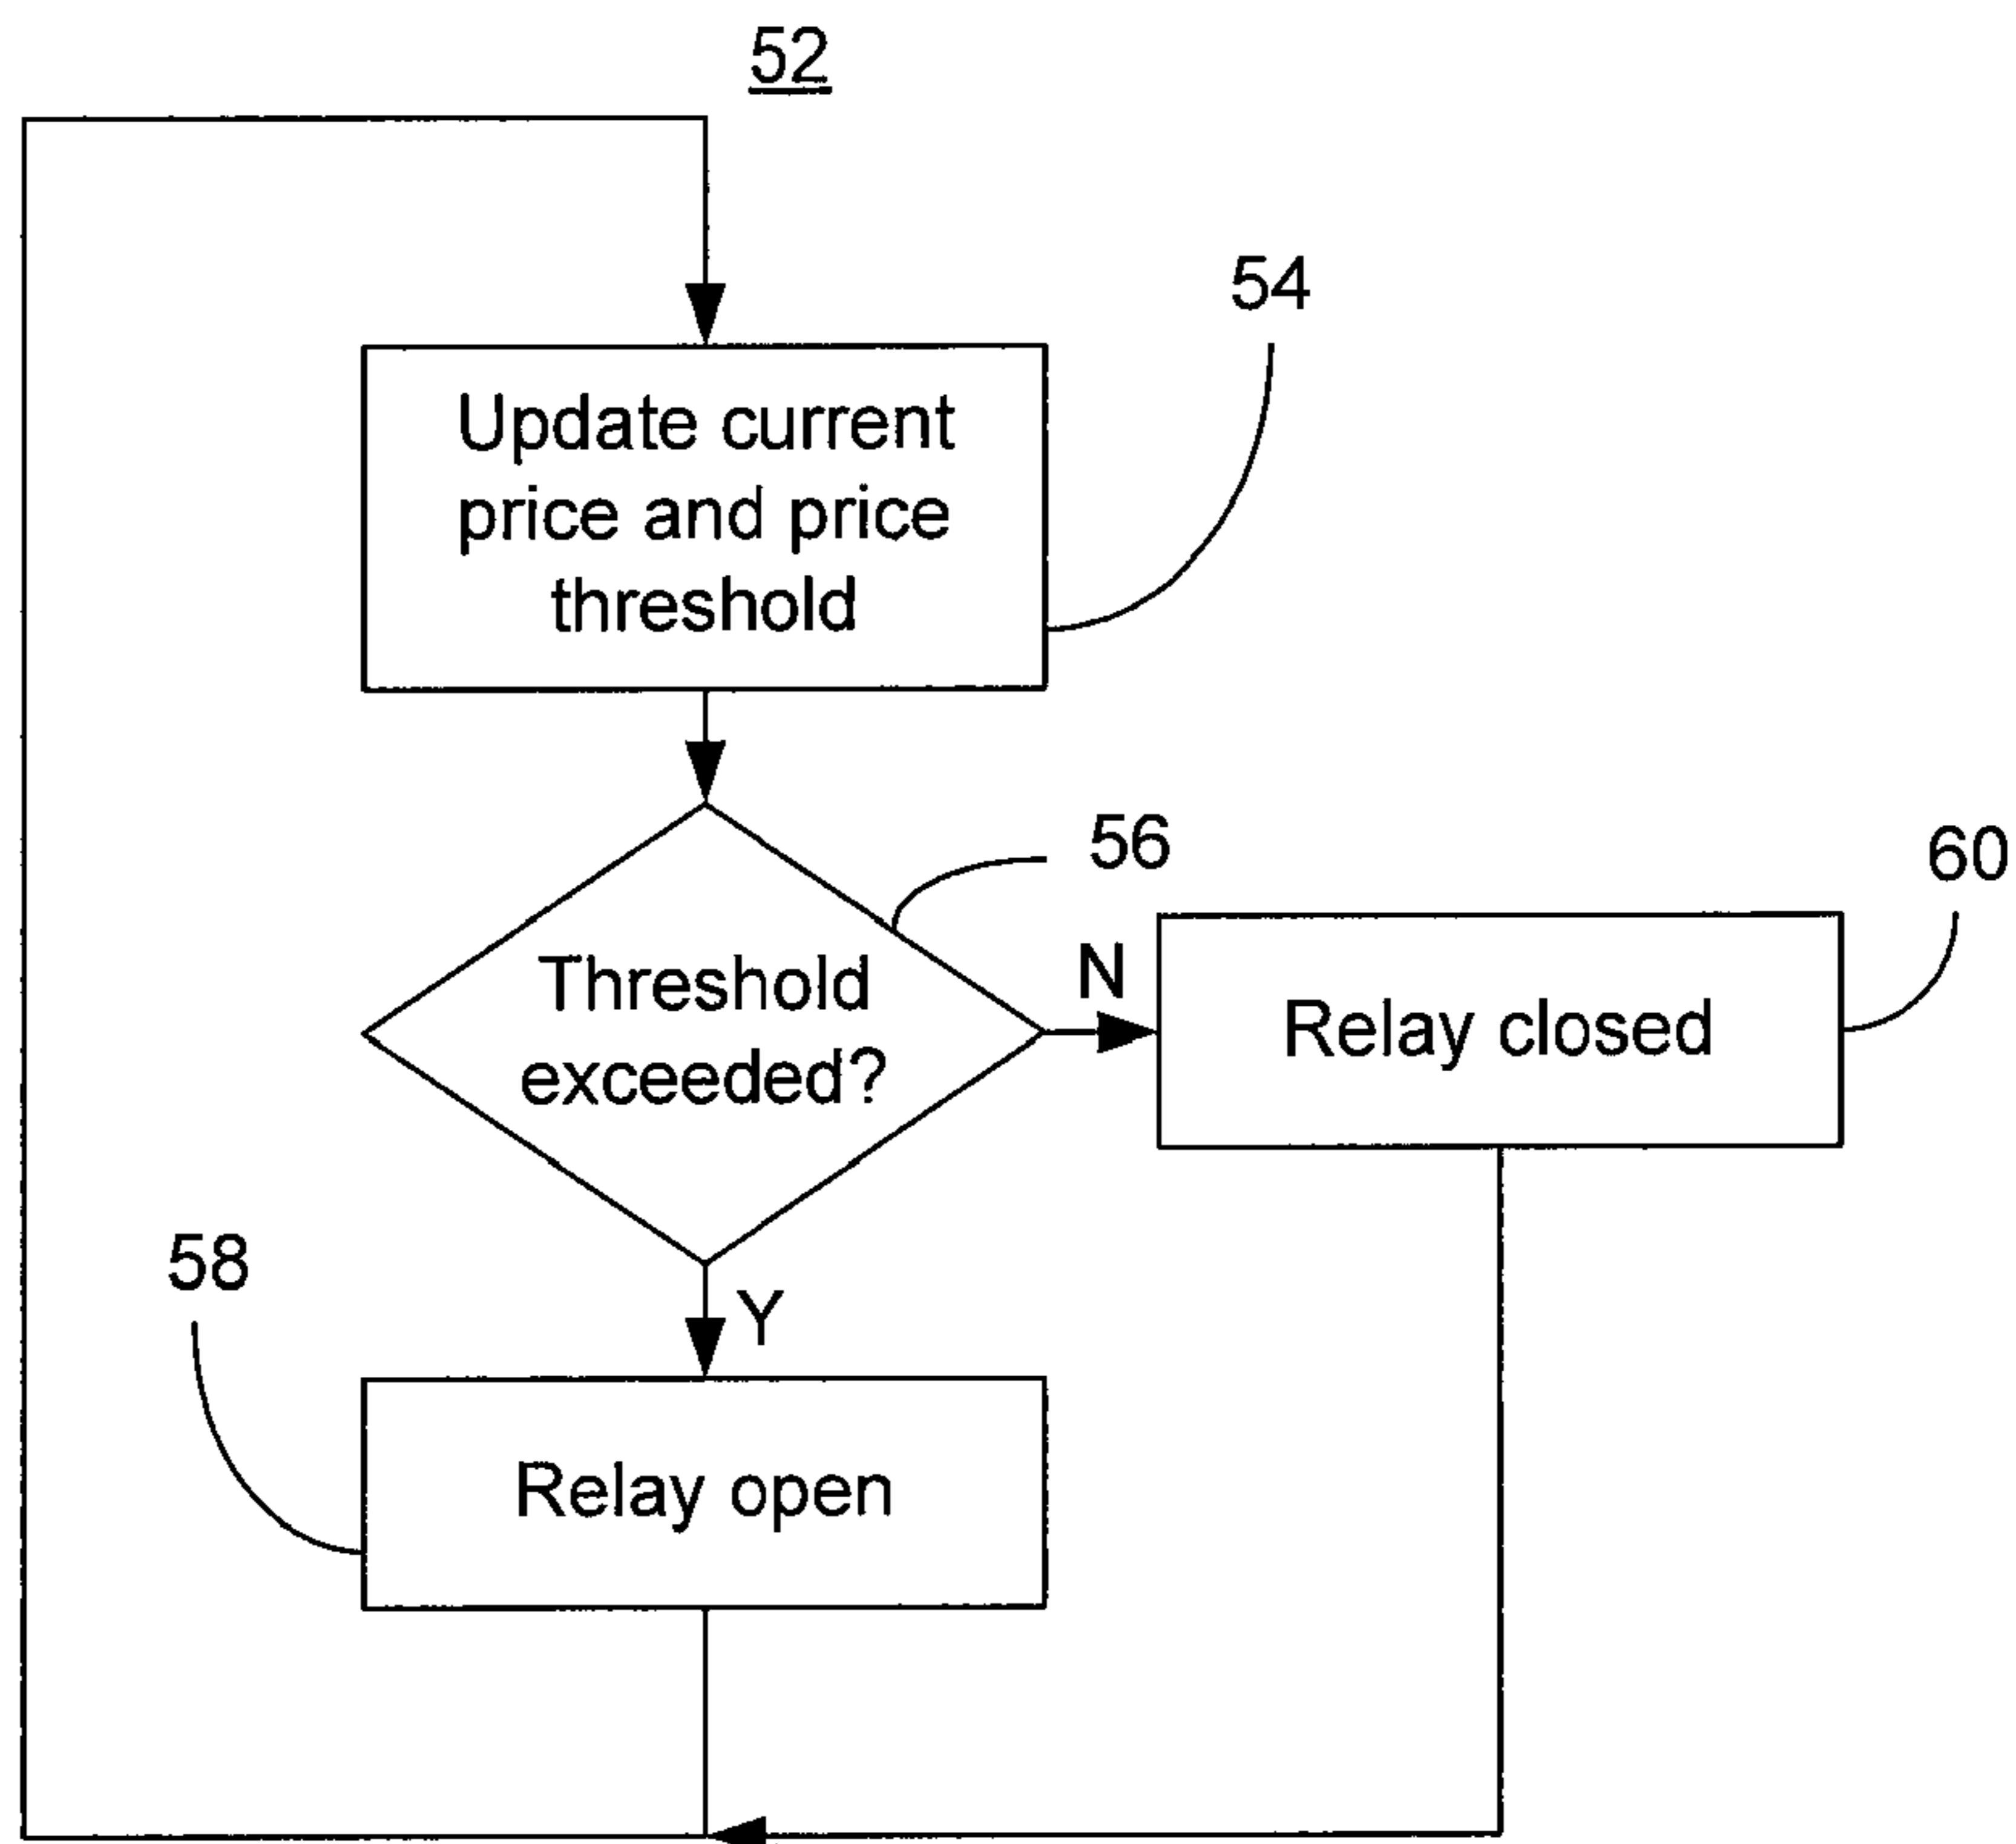 52
54
Update current
price and price
threshold
56
60
Threshold
exceeded?
N
Relay closed
58
Y
Relay open